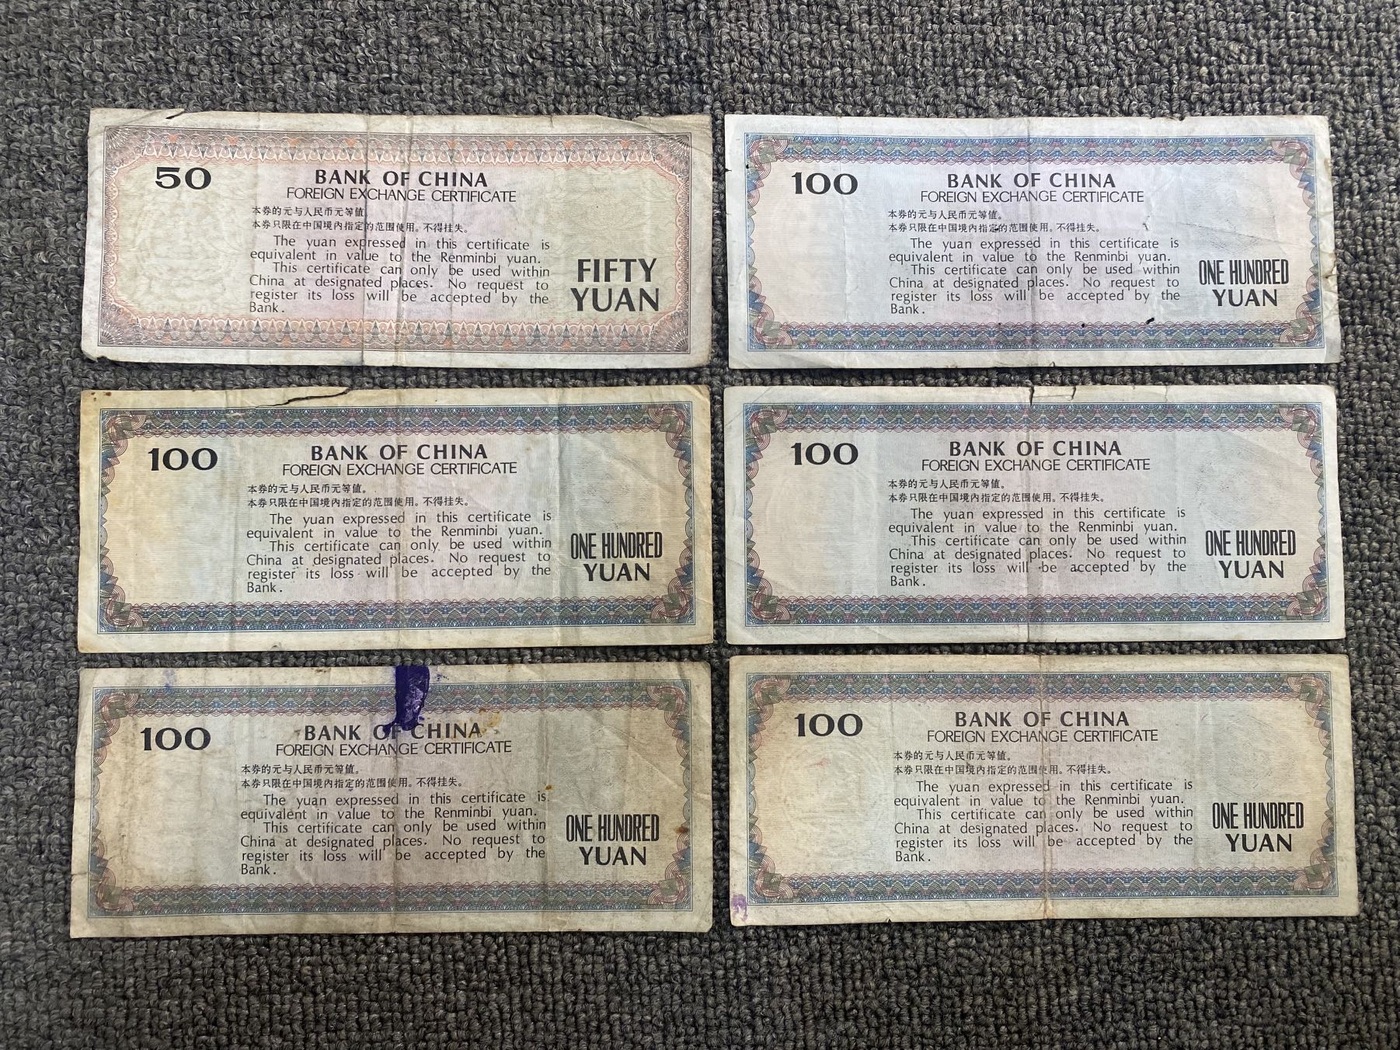 50
BANK OF CHINA
FOREIGN EXCHANGE CERTIFICATE
本券的元与人民币元等值。
本券只限在中国境内指定的范围使用。不得挂失。
The yuan expressed in this certificate is
equivalent in value to the Renminbi yuan.
This certificate can only be used within
China at designated places. No request to
register its loss will be accepted by the
Bank.
FIFTY
YUAN
100
BANK OF CHINA
FOREIGN EXCHANGE CERTIFICATE
本券的元与人民币元等值。
本券只限在中国境内指定的范围使用。不得挂失。
The yuan expressed in this certificate is
equivalent in value to the Renminbi yuan.
This certificate can only be used within
China at designated places. No request to
register its loss will be accepted by the
Bank.
ONE HUNDRED
YUAN
100
BANK OF CHINA
FOREIGN EXCHANGE CERTIFICATE
本券的元与人民币元等值。
本券只限在中国境内指定的范围使用。不得挂失。
The yuan expressed in this certificate is
equivalent in value to the Renminbi yuan.
This certificate can only be used within
China at designated places. No request to
register its loss will be accepted by the
Bank.
ONE HUNDRED
YUAN
100
BANK OF CHINA
FOREIGN EXCHANGE CERTIFICATE
本券的元与人民币元等值。
本券只限在中国境内指定的范围使用。不得挂失。
The yuan expressed in this certificate is
equivalent in value to the Renminbi yuan.
This certificate can only be used within
China at designated places. No request to
register its loss will be accepted by the
Bank.
ONE HUNDRED
YUAN
100
BANK OF CHINA
FOREIGN EXCHANGE CERTIFICATE
本券的元与人民币元等值。
本券只限在中国境内指定的范围使用。不得挂失。
The yuan expressed in this certificate is
equivalent in value to the Renminbi yuan.
This certificate can only be used within
China at designated places. No request to
register its loss will be accepted by the
Bank.
ONE HUNDRED
YUAN
100
BANK OF CHINA
FOREIGN EXCHANGE CERTIFICATE
本券的元与人民币元等值。
本券只限在中国境内指定的范围使用。不得挂失。
The yuan expressed in this certificate is
equivalent in value to the Renminbi yuan.
This certificate can only be used within
China at designated places. No request to
register its loss will be accepted by the
Bank.
ONE HUNDRED
YUAN